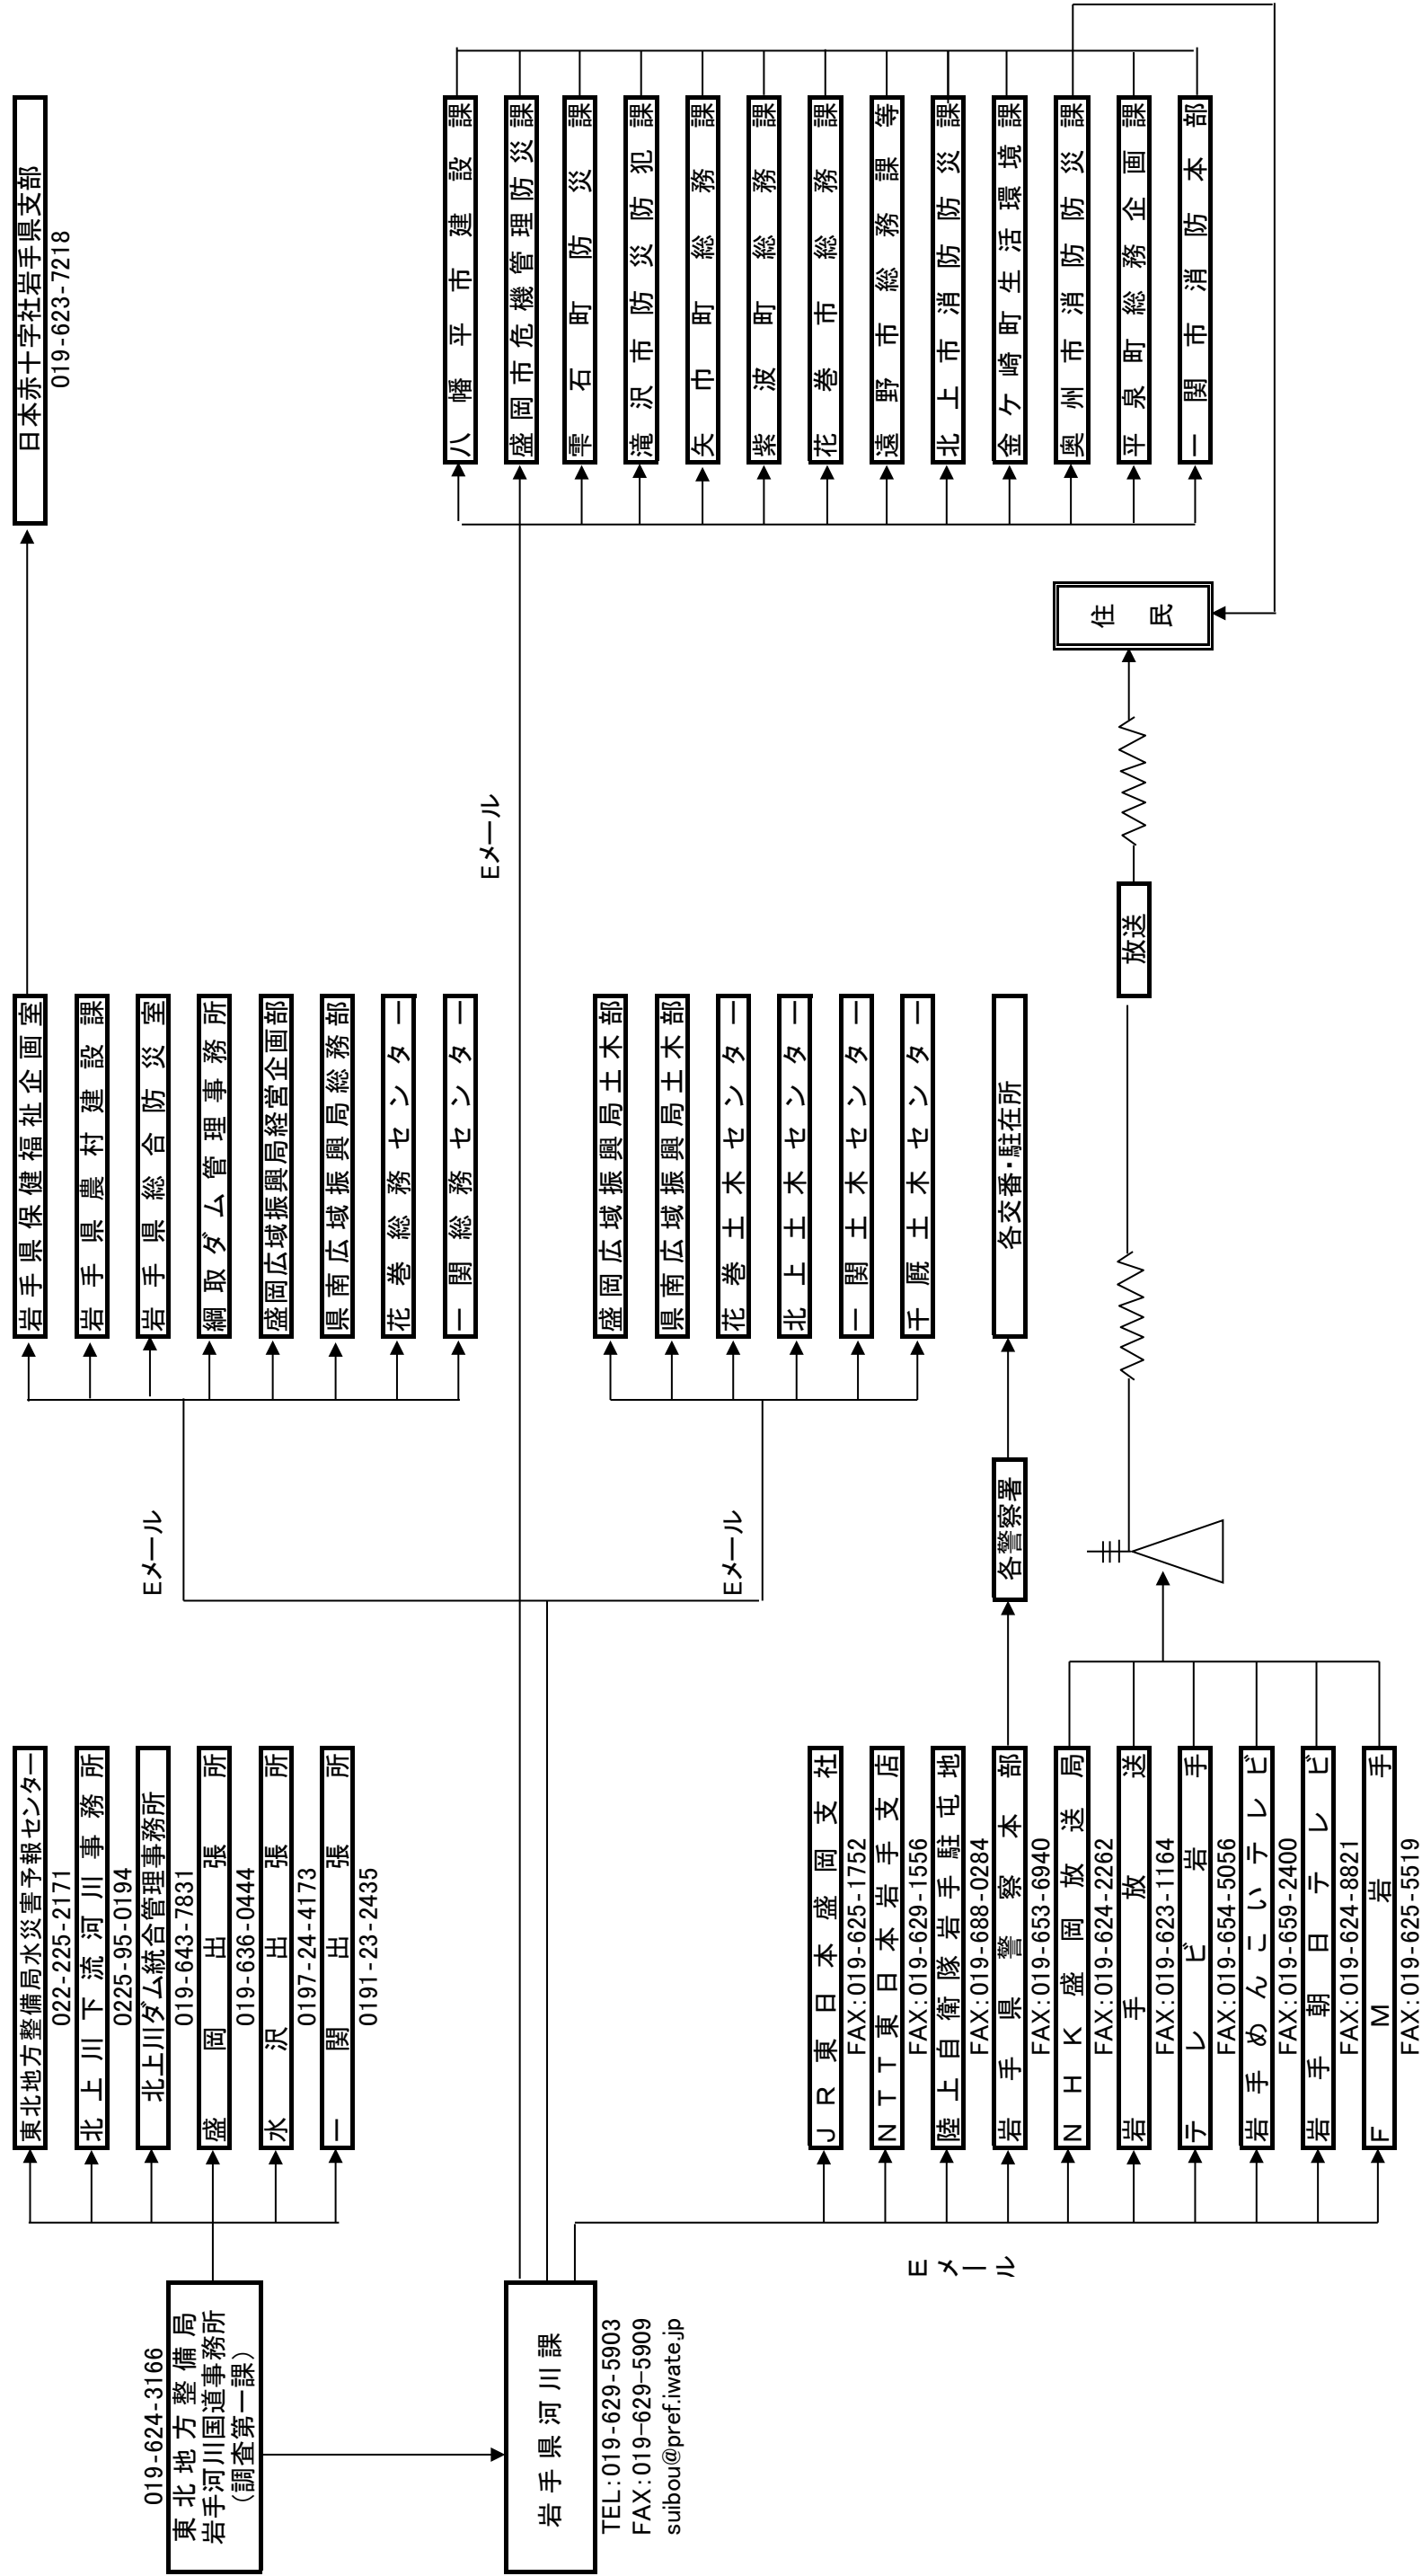 019-624-3166
東北地方整備局
岩手河川国道事務所
（調査第一課）
岩手県河川課
TEL:019-629-5903
FAX:019-629-5909
suibou@pref.iwate.jp
東北地方整備局水災害予報センター
022-225-2171
北上川下流河川事務所
0225-95-0194
北上川ダム統合管理事務所
019-643-7831
盛岡出張所
019-636-0444
水沢出張所
0197-24-4173
一関出張所
0191-23-2435
Eメール
JR東日本盛岡支社
FAX:019-625-1752
NTT東日本岩手支店
FAX:019-629-1556
陸上自衛隊岩手駐屯地
FAX:019-688-0284
岩手県警察本部
FAX:019-653-6940
NHK盛岡放送局
FAX:019-624-2262
岩手放送
FAX:019-623-1164
テレビ岩手
FAX:019-654-5056
岩手めんこいテレビ
FAX:019-659-2400
岩手朝日テレビ
FAX:019-624-8821
FM岩手
FAX:019-625-5519
Eメール
Eメール
各警察署
岩手県保健福祉企画室
岩手県農村建設課
岩手県総合防災室
綱取ダム管理事務所
盛岡広域振興局経営企画部
県南広域振興局総務部
花巻総務センター
一関総務センター
盛岡広域振興局土木部
県南広域振興局土木部
花巻土木センター
北上土木センター
一関土木センター
千厩土木センター
各交番・駐在所
放送
Eメール
住民
日本赤十字社岩手県支部
019-623-7218
八幡平市建設課
盛岡市危機管理防災課
雫石町防災課
滝沢市防災防犯課
矢巾町総務課
紫波町総務課
花巻市総務課
遠野市総務課等
北上市消防防災課
金ケ崎町生活環境課
奥州市消防防災課
平泉町総務企画課
一関市消防本部